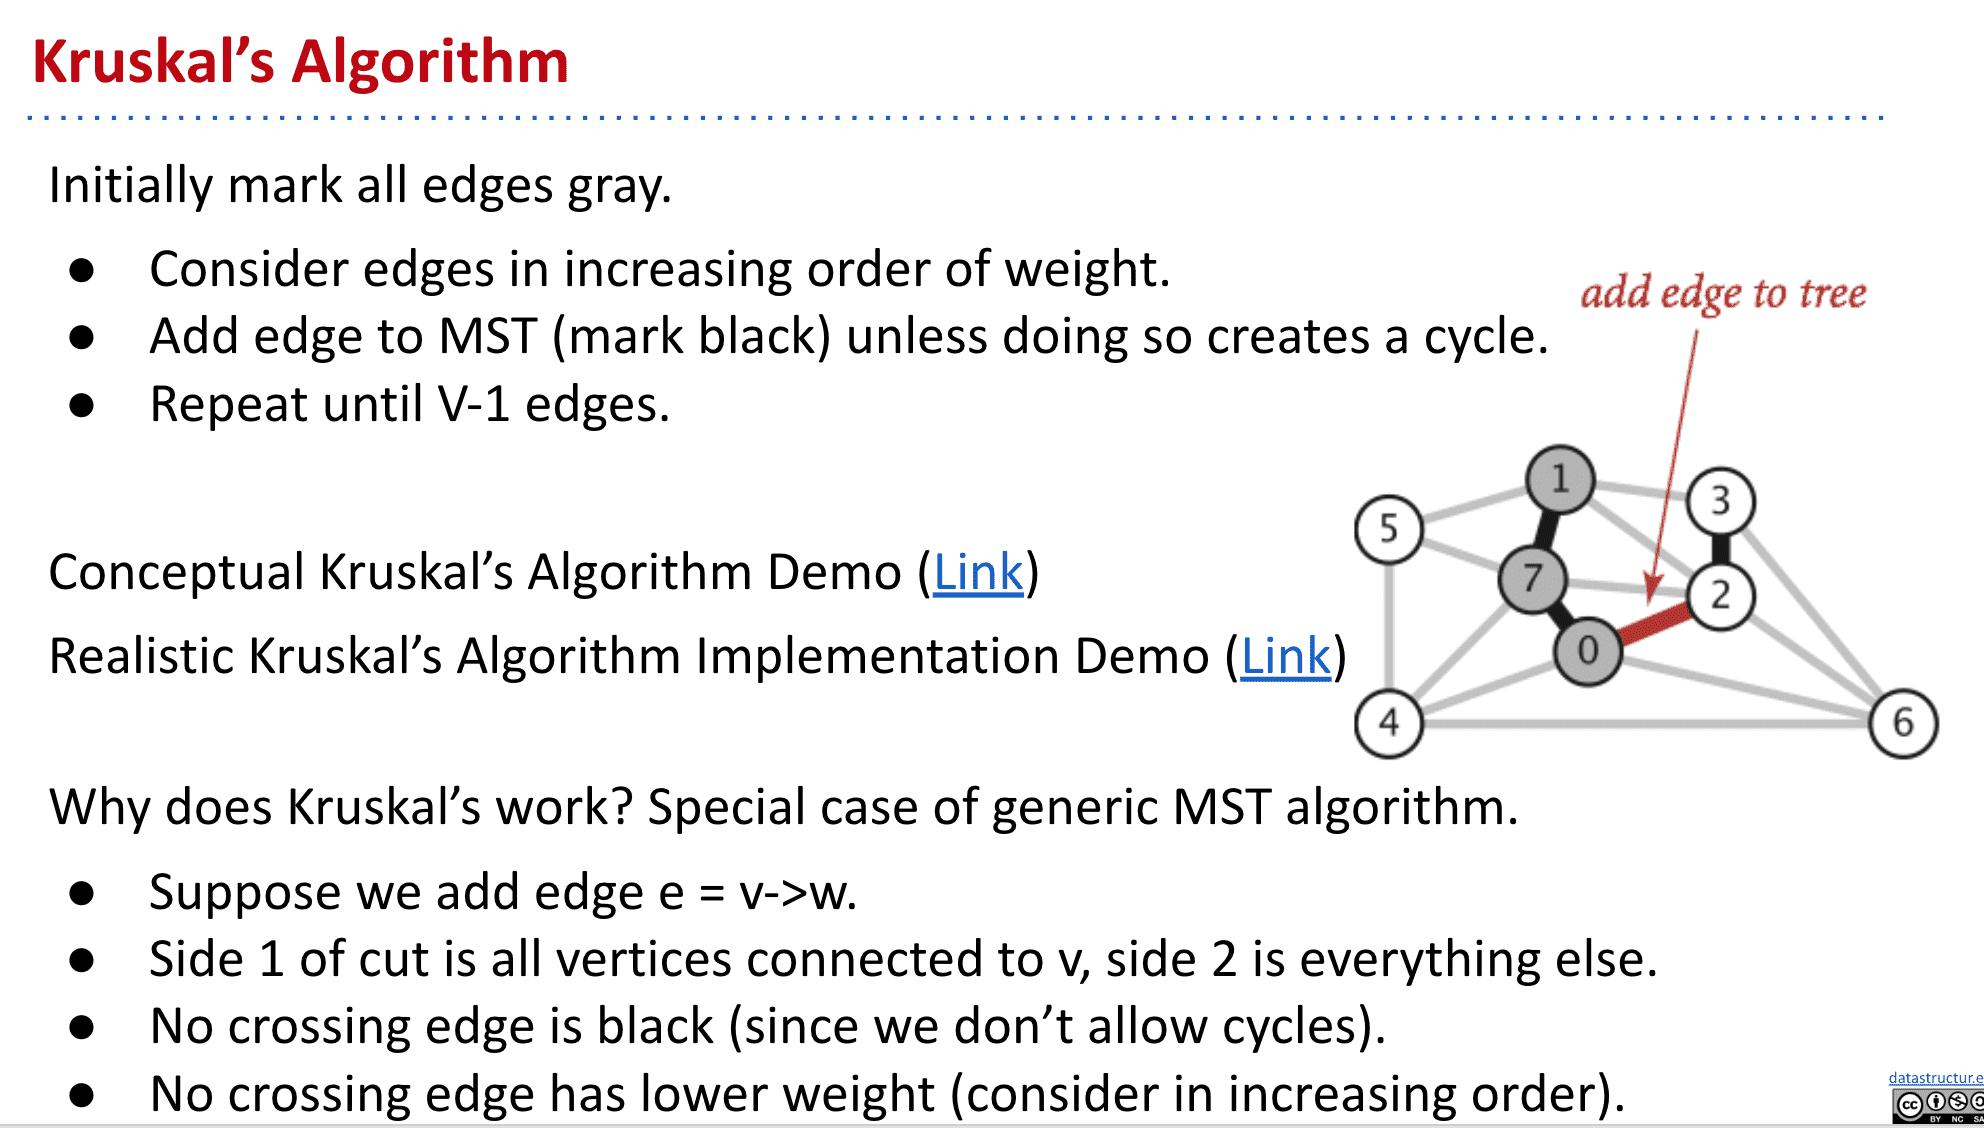 Kruskal’s Algorithm
Initially mark all edges gray.
● Consider edges in increasing order of weight.
● Add edge to MST (mark black) unless doing so creates a cycle.
● Repeat until V-1 edges.
add edge to tree
1
3
5
7
2
0
4
6
Conceptual Kruskal’s Algorithm Demo (Link)
Realistic Kruskal’s Algorithm Implementation Demo (Link)
Why does Kruskal’s work? Special case of generic MST algorithm.
● Suppose we add edge e = v->w.
● Side 1 of cut is all vertices connected to v, side 2 is everything else.
● No crossing edge is black (since we don’t allow cycles).
● No crossing edge has lower weight (consider in increasing order).
datastructur.e
cc
BY NC SA